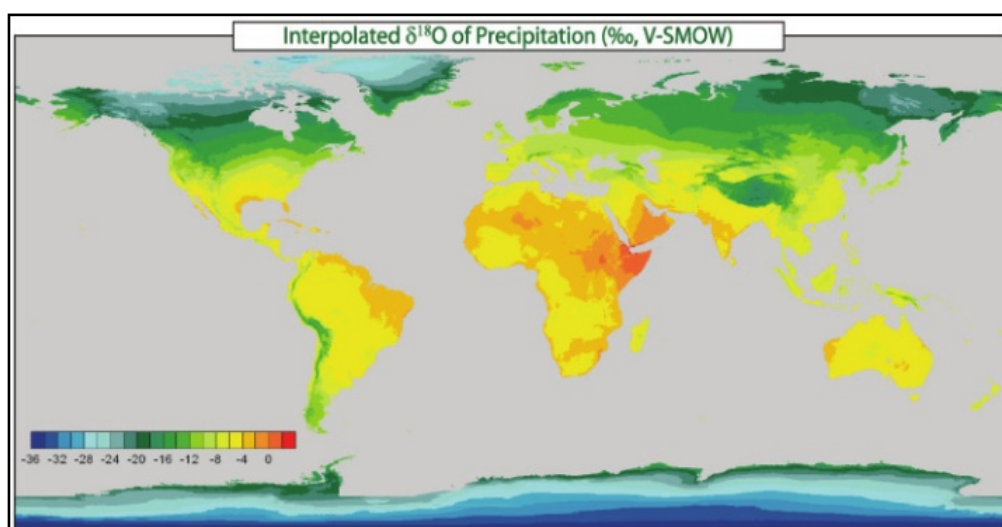 Interpolated δ¹⁸O of Precipitation (‰, V-SMOW)
-36 -32 -28 -24 -20 -16 -12 -8 -4 0